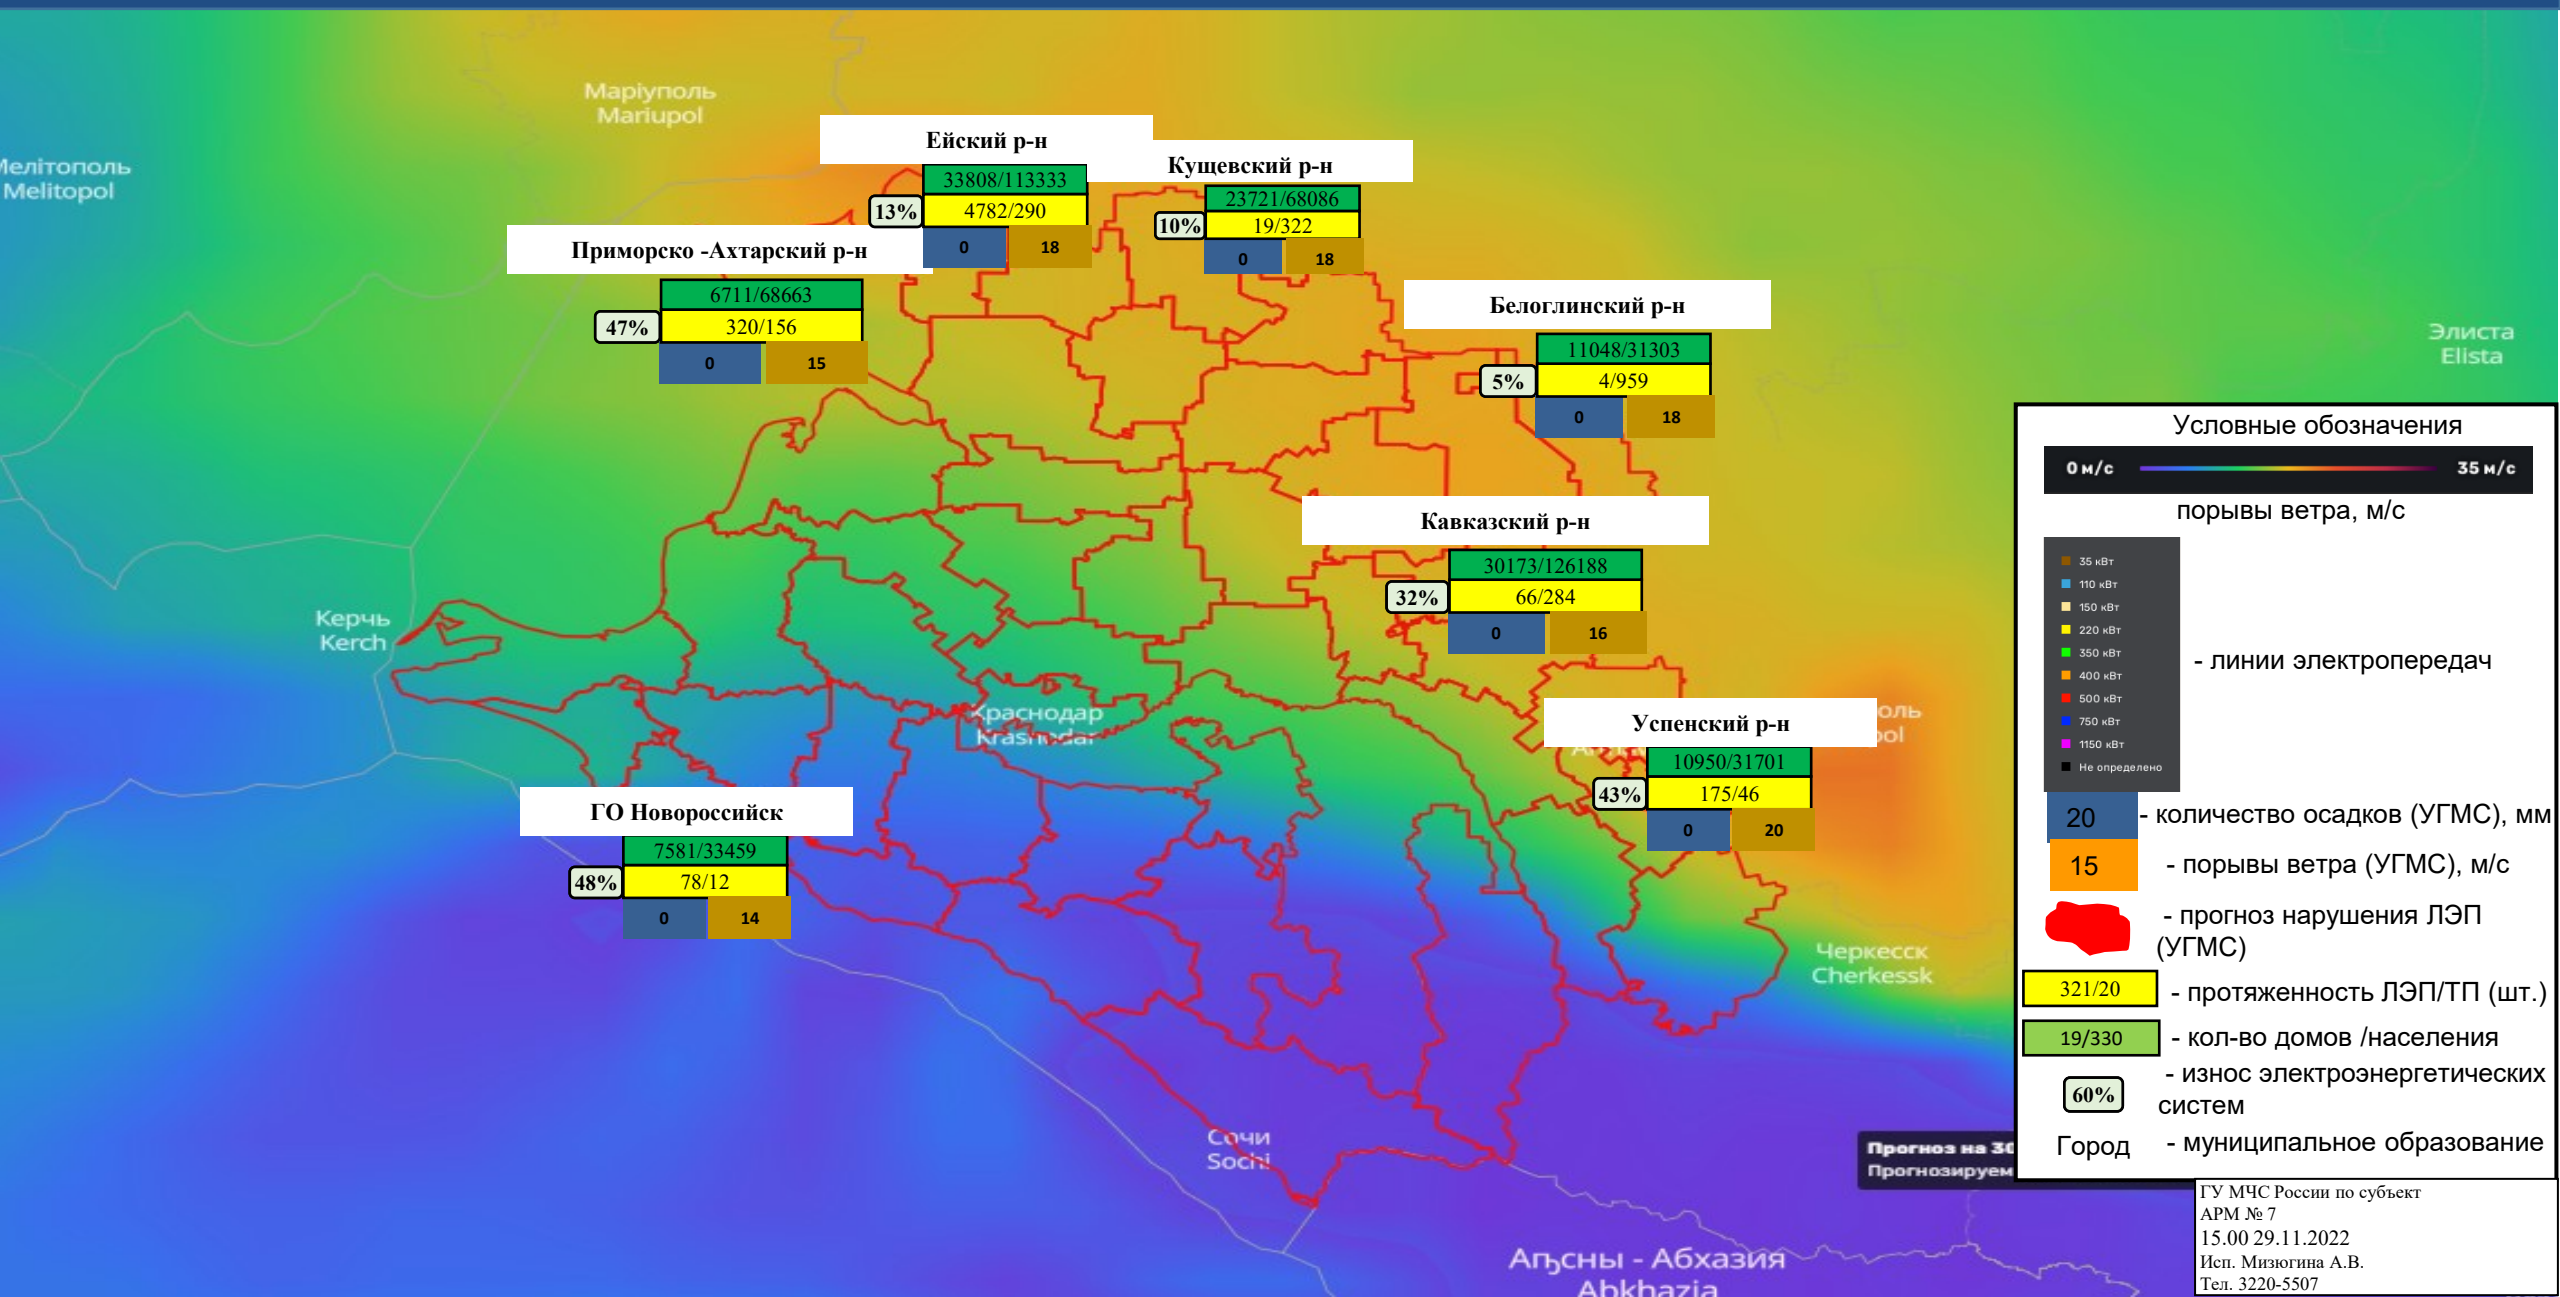 Маріуполь
Mariupol
Мелітополь
Melitopol
Ейский р-н
33808/113333
13%
4782/290
0
18
Кущевский р-н
23721/68086
10%
19/322
0
18
Приморско -Ахтарский р-н
6711/68663
47%
320/156
0
15
Белоглинский р-н
11048/31303
5%
4/959
0
18
Элиста
Elista
Кавказский р-н
30173/126188
32%
66/284
0
16
Керчь
Kerch
Краснодар
Krasnodar
Успенский р-н
оль
pol
10950/31701
43%
175/46
0
20
ГО Новороссийск
7581/33459
48%
78/12
0
14
Черкесск
Cherkessk
Сочи
Sochi
Аҧсны - Абхазия
Abkhazia
Прогноз на 30
Прогнозируем
Условные обозначения
0 м/с
35 м/с
порывы ветра, м/с
35 кВт
110 кВт
150 кВт
220 кВт
350 кВт
400 кВт
500 кВт
750 кВт
1150 кВт
Не определено
- линии электропередач
20
- количество осадков (УГМС), мм
15
- порывы ветра (УГМС), м/с
- прогноз нарушения ЛЭП
(УГМС)
321/20
- протяженность ЛЭП/ТП (шт.)
19/330
- кол-во домов /населения
- износ электроэнергетических
60%
систем
Город
- муниципальное образование
ГУ МЧС России по субъект
АРМ № 7
15.00 29.11.2022
Исп. Мизюгина А.В.
Тел. 3220-5507